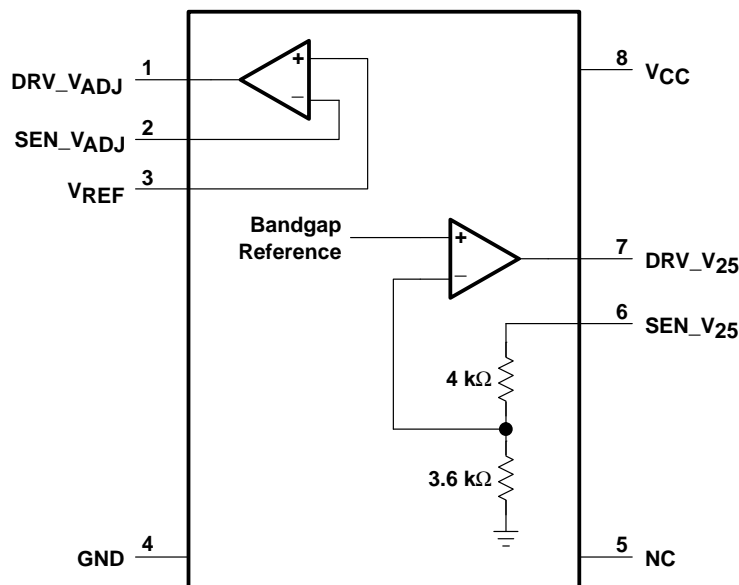 DRV_VADJ 1
SEN_VADJ 2
VREF 3
+
−
8 VCC
Bandgap
Reference
+
−
7 DRV_V25
6 SEN_V25
4 kΩ
3.6 kΩ
GND 4
5 NC